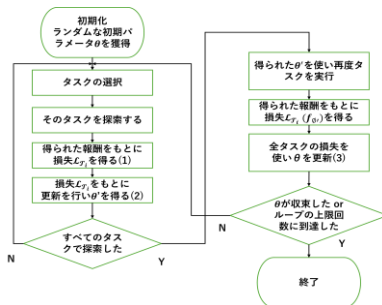 初期化
ランダムな初期パ
ラメータθを獲得
タスクの選択
そのタスクを探索する
得られた報酬をもとに
損失ℒ𝒯ᵢを得る(1)
損失ℒ𝒯ᵢをもとに
更新を行いθ'を得る(2)
すべてのタス
クで探索した
N
Y
得られたθ'を使い再度タ
スクを実行
得られた報酬をもとに
損失ℒ𝒯ᵢ(fθ')を得る
全タスクの損失を
使いθを更新(3)
θが収束した or
ループの上限回
数に到達した
N
Y
終了